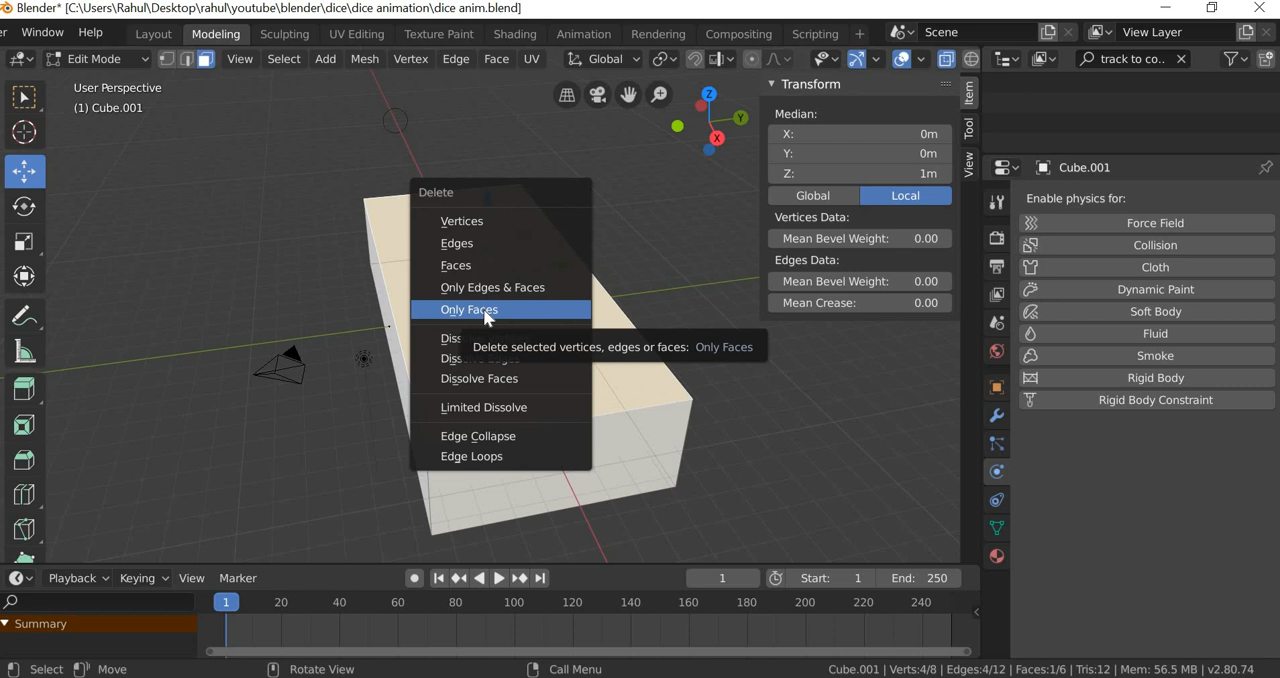 Blender* [C:\Users\Rahul\Desktop\rahul\youtube\blender\dice\dice animation\dice anim.blend]
Window Help Layout Modeling Sculpting UV Editing Texture Paint Shading Animation Rendering Compositing Scripting + Scene View Layer
Edit Mode View Select Add Mesh Vertex Edge Face UV Global track to co..
User Perspective
(1) Cube.001
Z
Y
X
Transform
Median:
X: 0m
Y: 0m
Z: 1m
Global Local
Vertices Data:
Mean Bevel Weight: 0.00
Edges Data:
Mean Bevel Weight: 0.00
Mean Crease: 0.00
Item
Tool
View
Delete
Vertices
Edges
Faces
Only Edges & Faces
Only Faces
Delete selected vertices, edges or faces: Only Faces
Dissolve Faces
Limited Dissolve
Edge Collapse
Edge Loops
Cube.001
Enable physics for:
Force Field
Collision
Cloth
Dynamic Paint
Soft Body
Fluid
Smoke
Rigid Body
Rigid Body Constraint
Playback Keying View Marker 1 Start: 1 End: 250
1 20 40 60 80 100 120 140 160 180 200 220 240
Summary
Select Move Rotate View Call Menu Cube.001 | Verts:4/8 | Edges:4/12 | Faces:1/6 | Tris:12 | Mem: 56.5 MB | v2.80.74